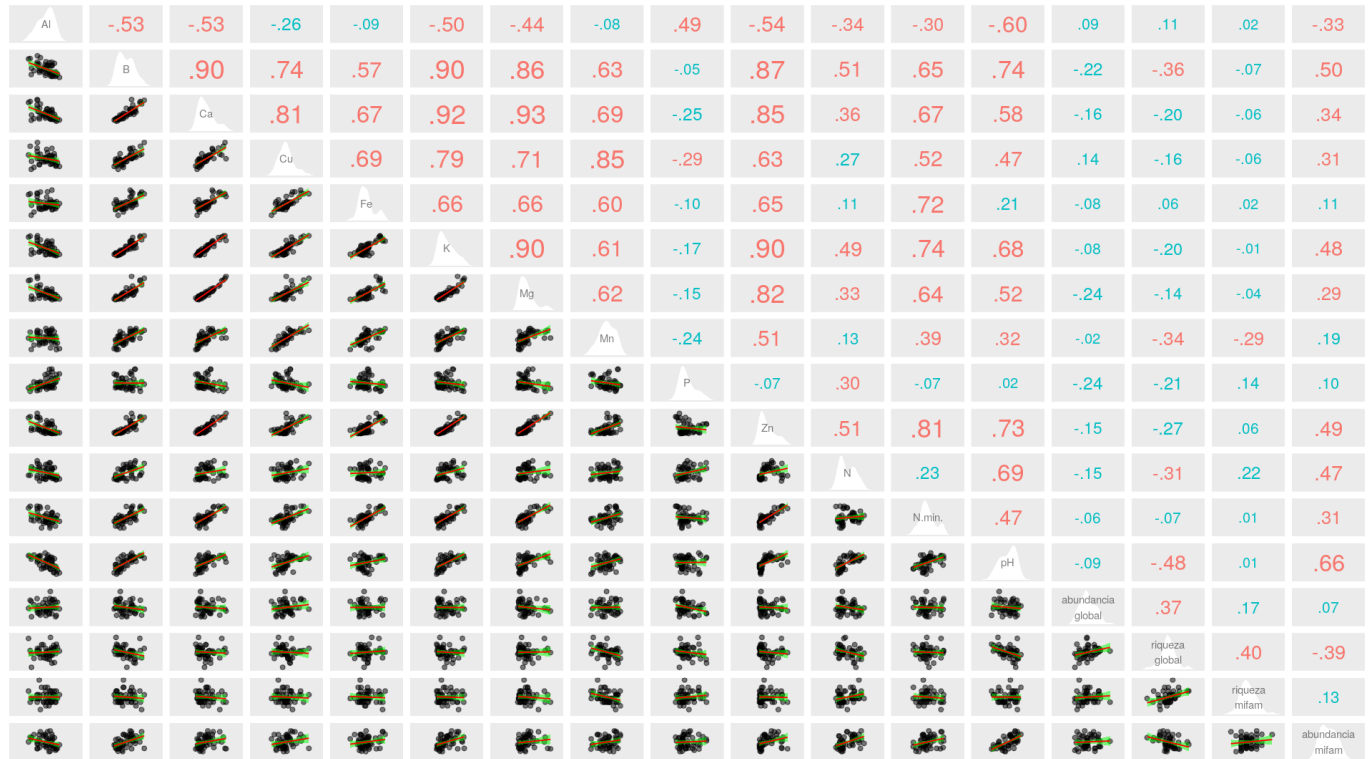 Al -.53 -.53 -.26 -.09 -.50 -.44 -.08 .49 -.54 -.34 -.30 -.60 .09 .11 .02 -.33
B .90 .74 .57 .90 .86 .63 -.05 .87 .51 .65 .74 -.22 -.36 -.07 .50
Ca .81 .67 .92 .93 .69 -.25 .85 .36 .67 .58 -.16 -.20 -.06 .34
Cu .69 .79 .71 .85 -.29 .63 .27 .52 .47 .14 -.16 -.06 .31
Fe .66 .66 .60 -.10 .65 .11 .72 .21 -.08 .06 .02 .11
K .90 .61 -.17 .90 .49 .74 .68 -.08 -.20 -.01 .48
Mg .62 -.15 .82 .33 .64 .52 -.24 -.14 -.04 .29
Mn -.24 .51 .13 .39 .32 -.02 -.34 -.29 .19
P -.07 .30 -.07 .02 -.24 -.21 .14 .10
Zn .51 .81 .73 -.15 -.27 .06 .49
N .23 .69 -.15 -.31 .22 .47
N.min. .47 -.06 -.07 .01 .31
pH -.09 -.48 .01 .66
abundancia
global .37 .17 .07
riqueza
global .40 -.39
riqueza
mifam .13
abundancia
mifam